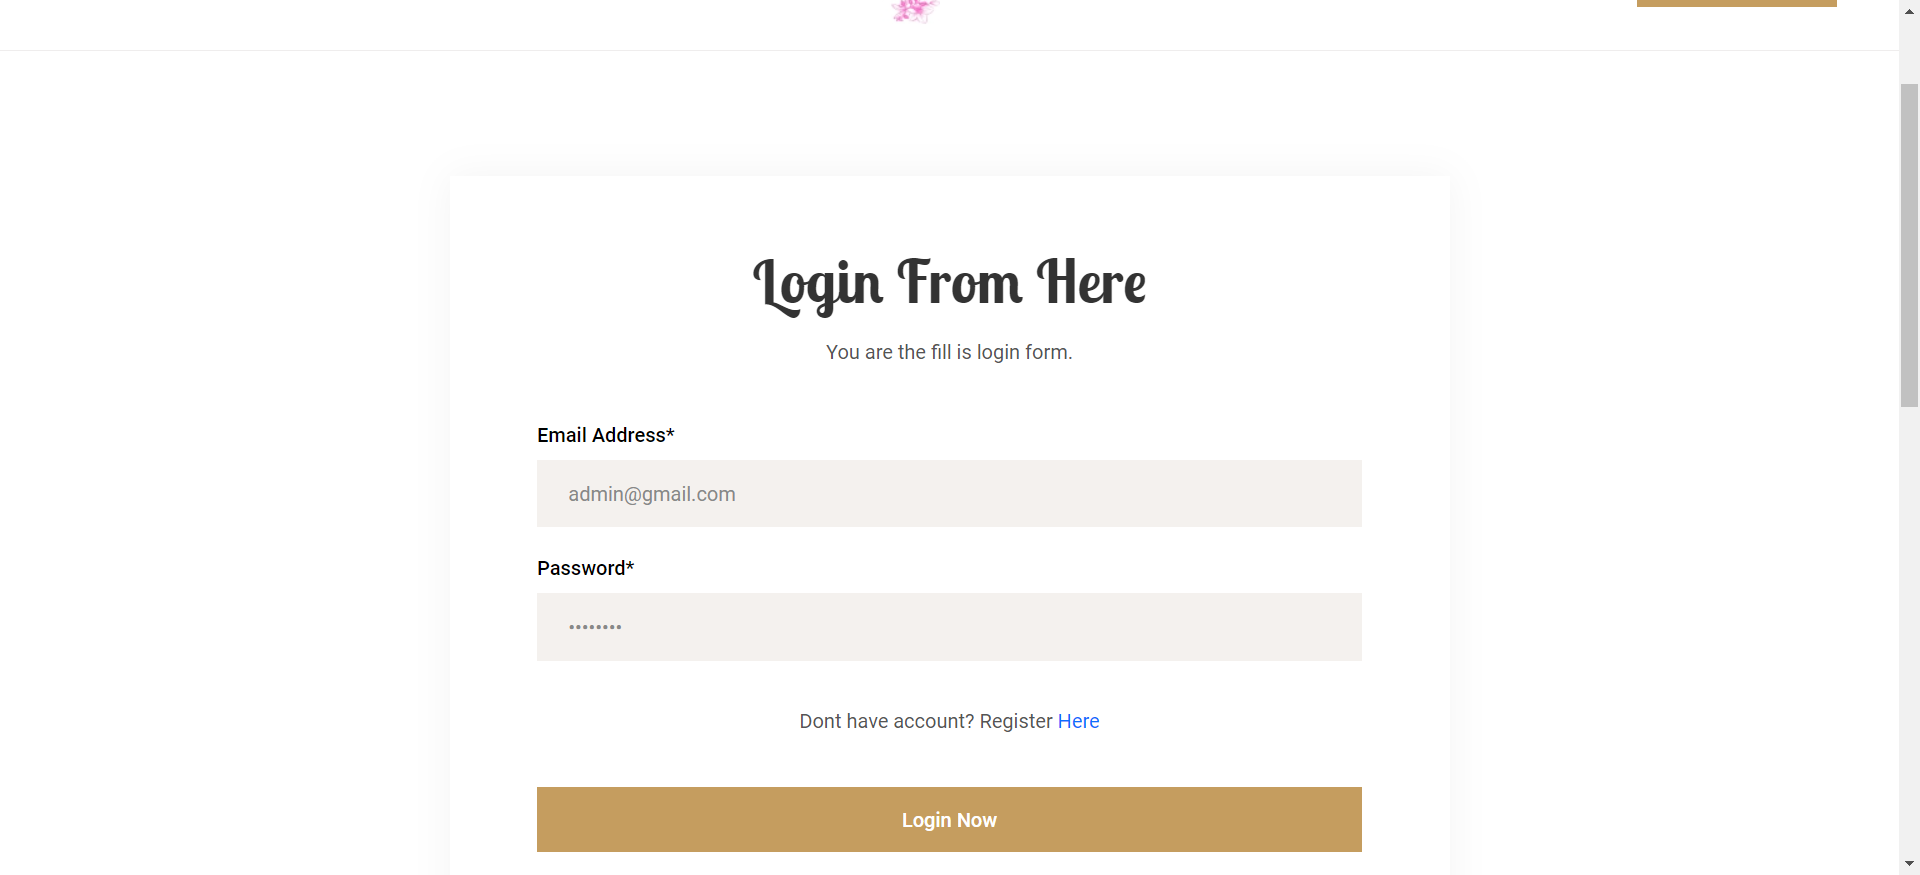 Login From Here
You are the fill is login form.
Email Address*
admin@gmail.com
Password*
••••••••
Dont have account? Register Here
Login Now